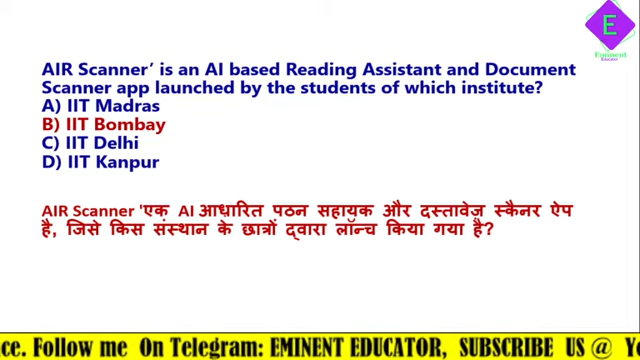 E
Eminent
Educator
AIR Scanner’ is an AI based Reading Assistant and Document
Scanner app launched by the students of which institute?
A) IIT Madras
B) IIT Bombay
C) IIT Delhi
D) IIT Kanpur
AIR Scanner 'एक AI आधारित पठन सहायक और दस्तावेज़ स्कैनर ऐप
है, जिसे किस संस्थान के छात्रों द्वारा लॉन्च किया गया है?
ce. Follow me On Telegram: EMINENT EDUCATOR, SUBSCRIBE US @ Y